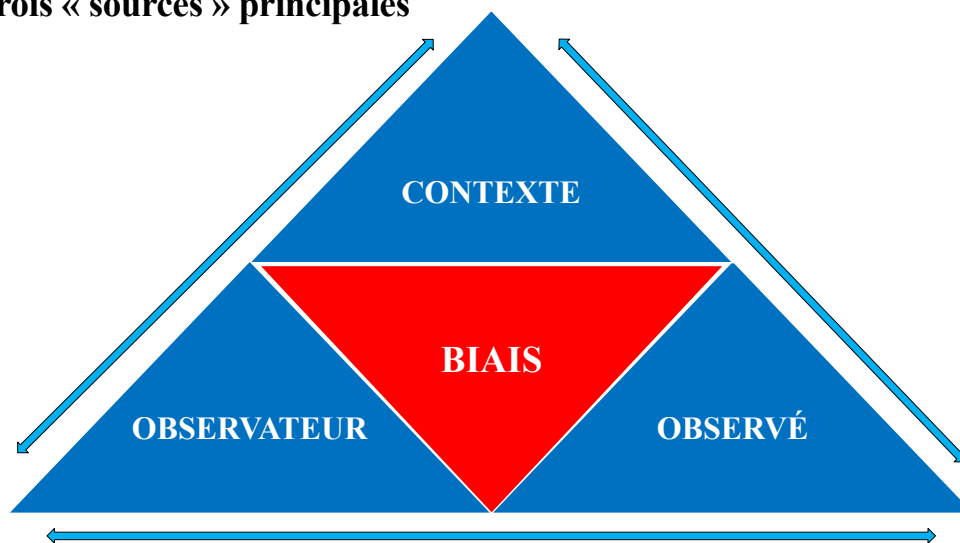 rois « sources » principales
CONTEXTE
BIAIS
OBSERVATEUR
OBSERVÉ